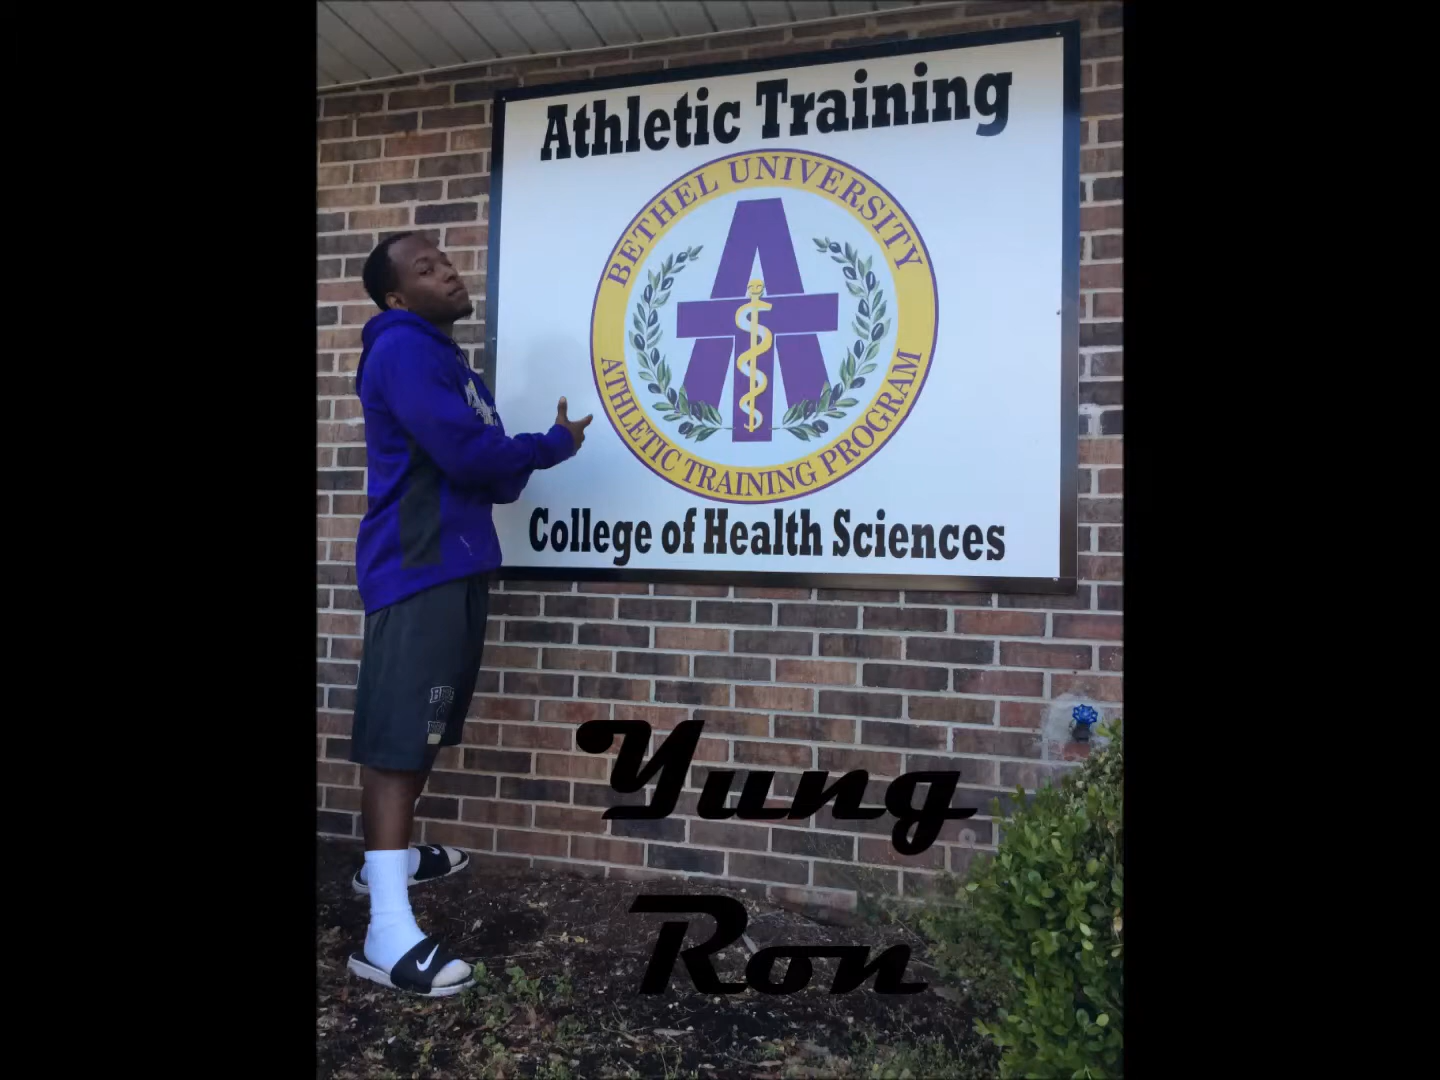 Athletic Training
BETHEL UNIVERSITY
ATHLETIC TRAINING PROGRAM
College of Health Sciences
Yung
Ron